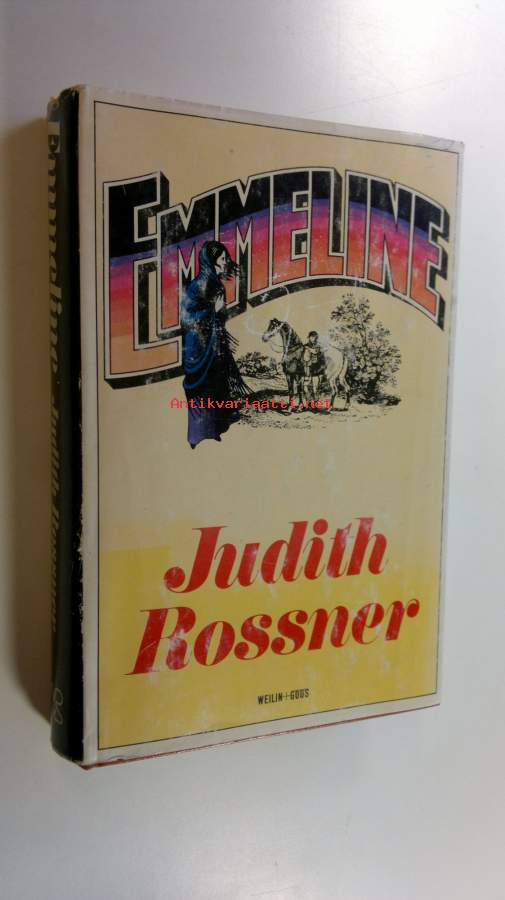 EMMELINE
Antikvariaatti.net
Judith
Rossner
WEILIN+GÖÖS
Emmeline Judith Rossner